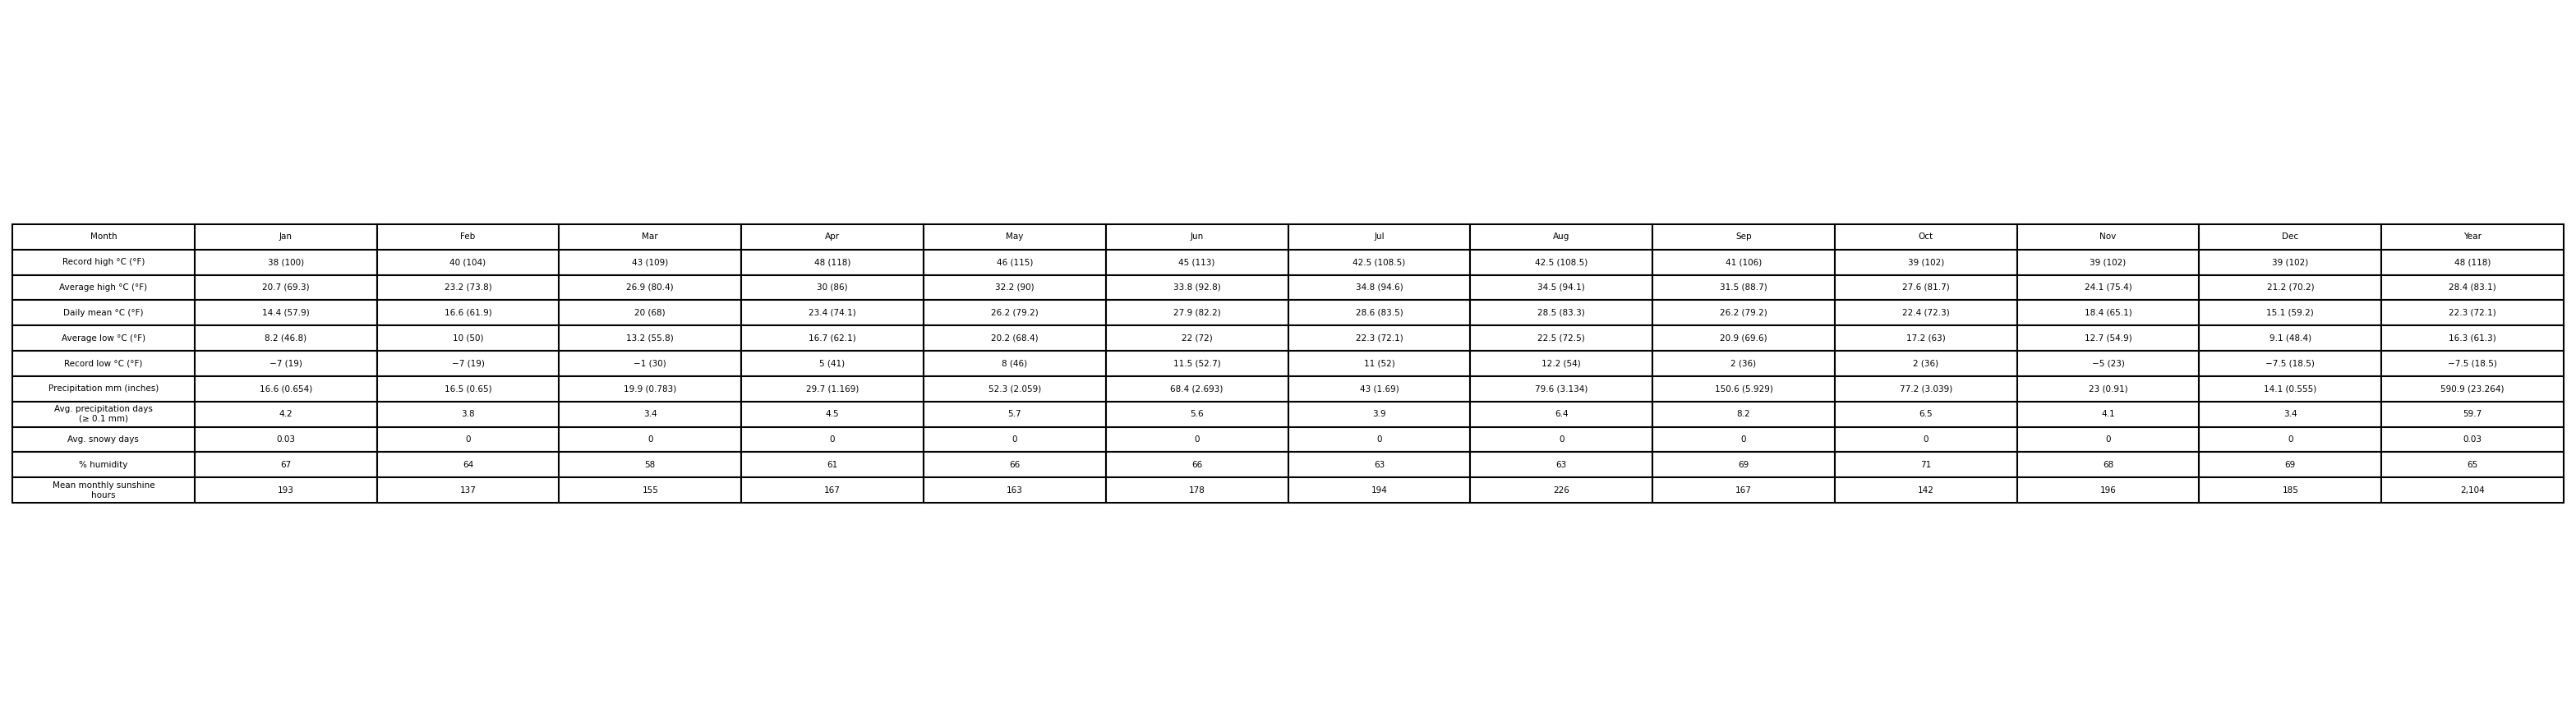 Month Jan Feb Mar Apr May Jun Jul Aug Sep Oct Nov Dec Year
Record high °C (°F) 38 (100) 40 (104) 43 (109) 48 (118) 46 (115) 45 (113) 42.5 (108.5) 42.5 (108.5) 41 (106) 39 (102) 39 (102) 39 (102) 48 (118)
Average high °C (°F) 20.7 (69.3) 23.2 (73.8) 26.9 (80.4) 30 (86) 32.2 (90) 33.8 (92.8) 34.8 (94.6) 34.5 (94.1) 31.5 (88.7) 27.6 (81.7) 24.1 (75.4) 21.2 (70.2) 28.4 (83.1)
Daily mean °C (°F) 14.4 (57.9) 16.6 (61.9) 20 (68) 23.4 (74.1) 26.2 (79.2) 27.9 (82.2) 28.6 (83.5) 28.5 (83.3) 26.2 (79.2) 22.4 (72.3) 18.4 (65.1) 15.1 (59.2) 22.3 (72.1)
Average low °C (°F) 8.2 (46.8) 10 (50) 13.2 (55.8) 16.7 (62.1) 20.2 (68.4) 22 (72) 22.3 (72.1) 22.5 (72.5) 20.9 (69.6) 17.2 (63) 12.7 (54.9) 9.1 (48.4) 16.3 (61.3)
Record low °C (°F) −7 (19) −7 (19) −1 (30) 5 (41) 8 (46) 11.5 (52.7) 11 (52) 12.2 (54) 2 (36) 2 (36) −5 (23) −7.5 (18.5) −7.5 (18.5)
Precipitation mm (inches) 16.6 (0.654) 16.5 (0.65) 19.9 (0.783) 29.7 (1.169) 52.3 (2.059) 68.4 (2.693) 43 (1.69) 79.6 (3.134) 150.6 (5.929) 77.2 (3.039) 23 (0.91) 14.1 (0.555) 590.9 (23.264)
Avg. precipitation days
(≥ 0.1 mm) 4.2 3.8 3.4 4.5 5.7 5.6 3.9 6.4 8.2 6.5 4.1 3.4 59.7
Avg. snowy days 0.03 0 0 0 0 0 0 0 0 0 0 0 0.03
% humidity 67 64 58 61 66 66 63 63 69 71 68 69 65
Mean monthly sunshine
hours 193 137 155 167 163 178 194 226 167 142 196 185 2,104